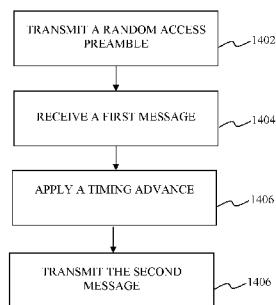 TRANSMIT A RANDOM ACCESS
PREAMBLE
1402
RECEIVE A FIRST MESSAGE
1404
APPLY A TIMING ADVANCE
1406
TRANSMIT THE SECOND
MESSAGE
1406